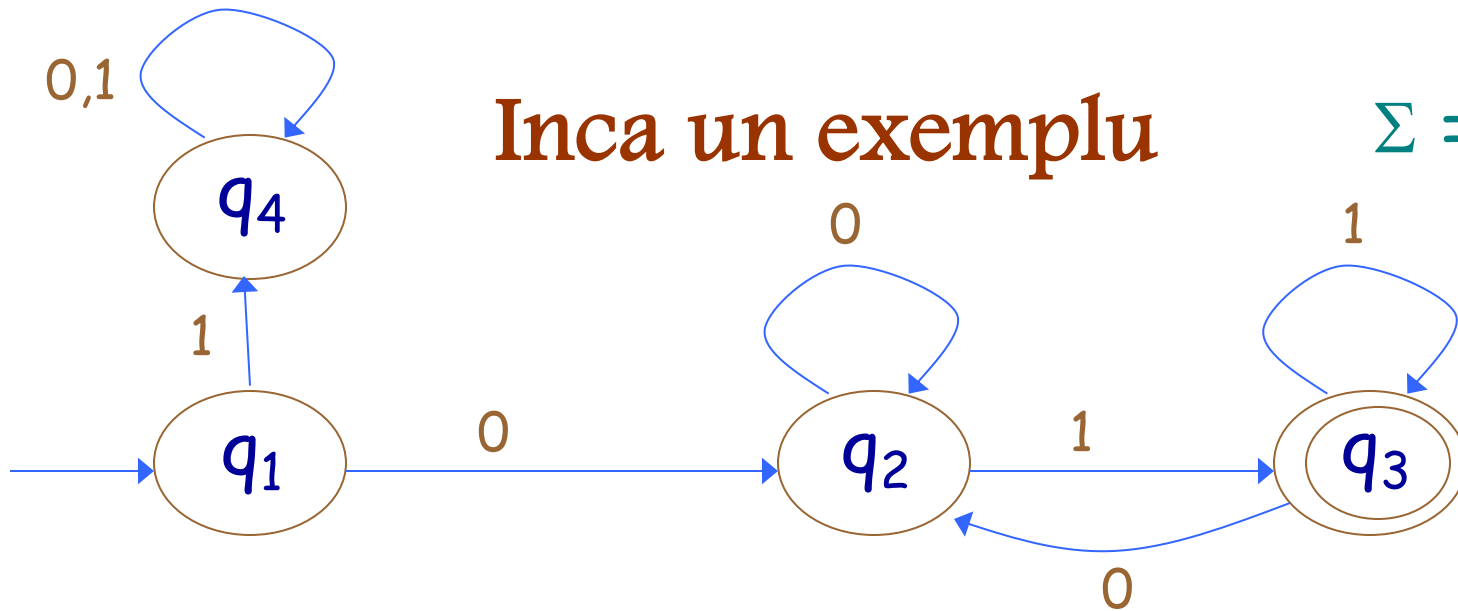 0,1
Inca un exemplu
Σ =
q4
0
1
1
q1
0
q2
1
q3
0